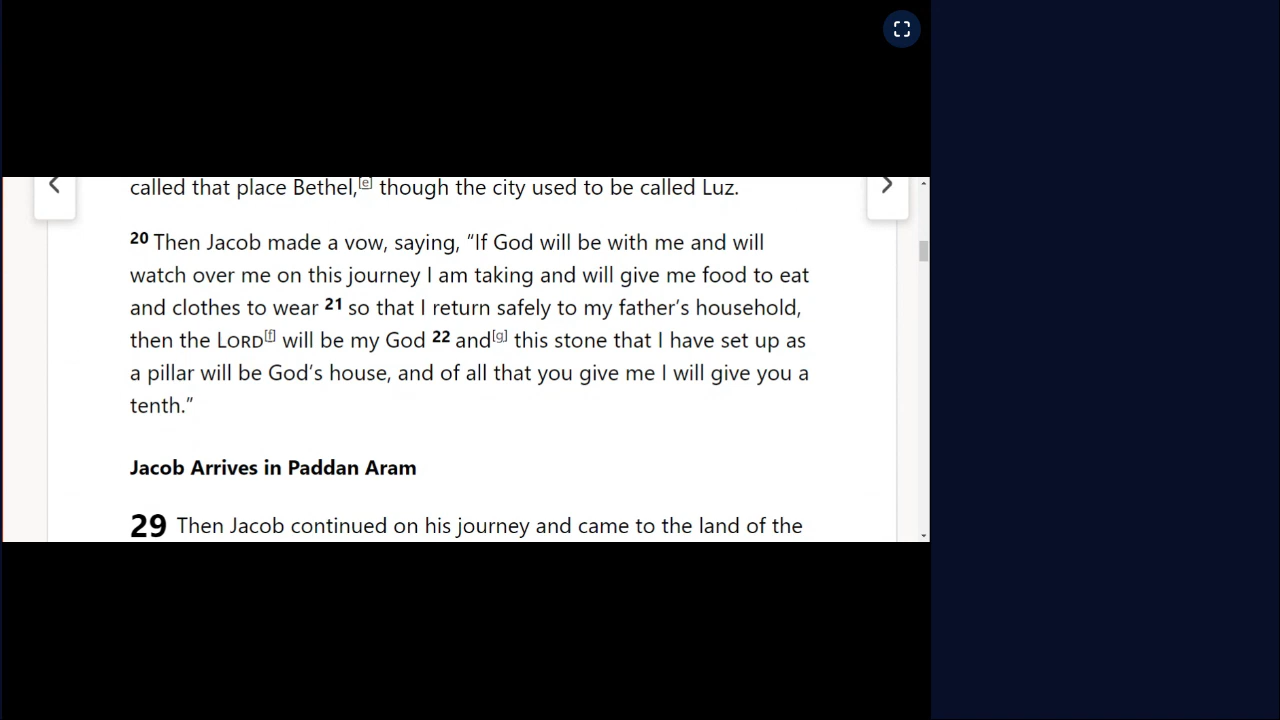 called that place Bethel,[e] though the city used to be called Luz.
20 Then Jacob made a vow, saying, “If God will be with me and will
watch over me on this journey I am taking and will give me food to eat
and clothes to wear 21 so that I return safely to my father’s household,
then the LORD[f] will be my God 22 and[g] this stone that I have set up as
a pillar will be God’s house, and of all that you give me I will give you a
tenth.”
Jacob Arrives in Paddan Aram
29 Then Jacob continued on his journey and came to the land of the